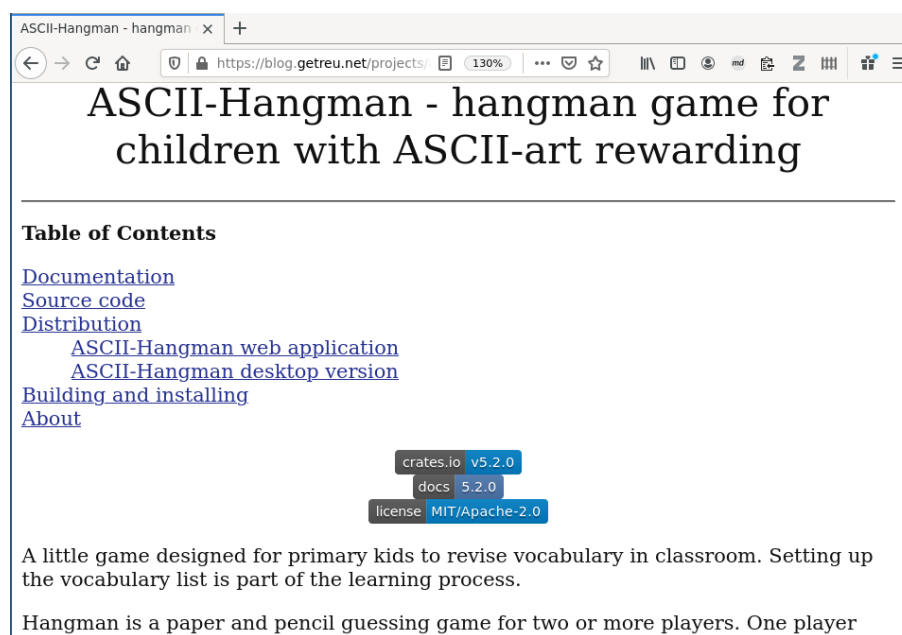 ASCII-Hangman - hangman
https://blog.getreu.net/projects/
130%
ASCII-Hangman - hangman game for
children with ASCII-art rewarding
Table of Contents
Documentation
Source code
Distribution
ASCII-Hangman web application
ASCII-Hangman desktop version
Building and installing
About
crates.io v5.2.0
docs 5.2.0
license MIT/Apache-2.0
A little game designed for primary kids to revise vocabulary in classroom. Setting up
the vocabulary list is part of the learning process.
Hangman is a paper and pencil guessing game for two or more players. One player